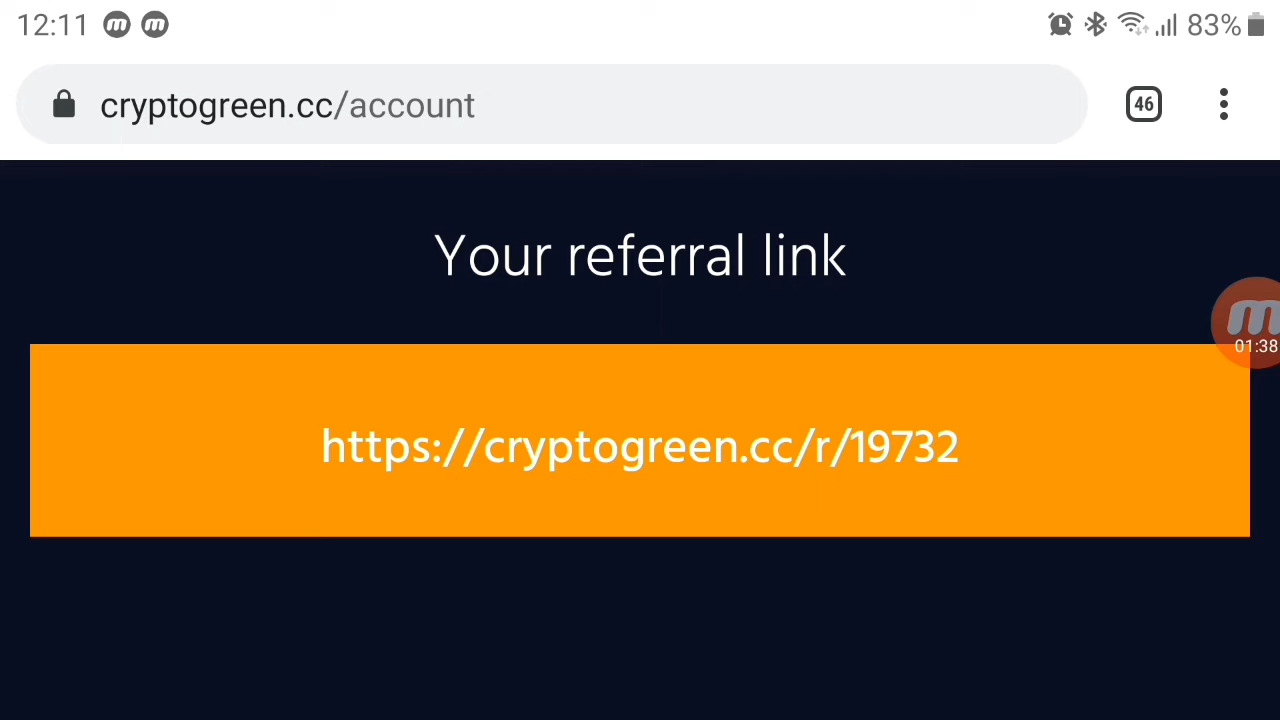 12:11 m m 83%
cryptogreen.cc/account 46
Your referral link
m
01:38
https://cryptogreen.cc/r/19732